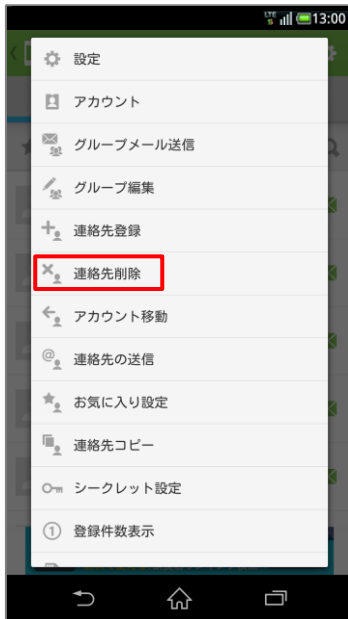 LTE
S
13:00
設定
アカウント
グループメール送信
グループ編集
連絡先登録
連絡先削除
アカウント移動
@
連絡先の送信
お気に入り設定
連絡先コピー
シークレット設定
1
登録件数表示